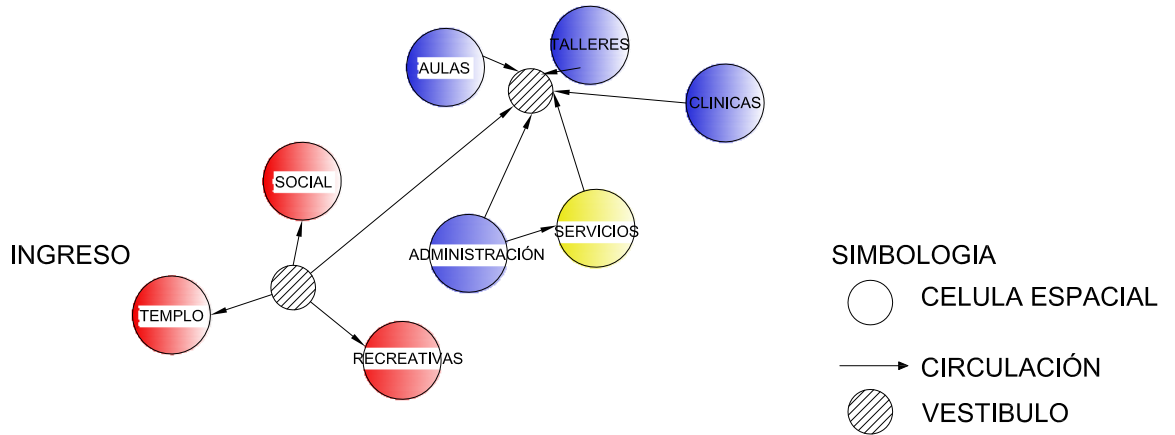 TALLERES
AULAS
CLINICAS
SOCIAL
SERVICIOS
ADMINISTRACIÓN
INGRESO
TEMPLO
RECREATIVAS
SIMBOLOGIA
CELULA ESPACIAL
CIRCULACIÓN
VESTIBULO